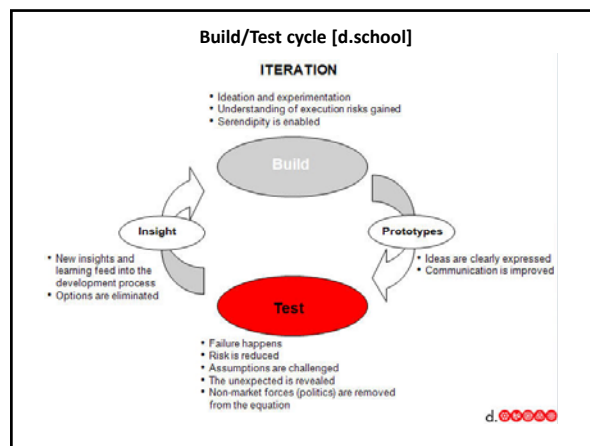 Build/Test cycle [d.school]
ITERATION
• Ideation and experimentation
• Understanding of execution risks gained
• Serendipity is enabled
Build
Insight
Prototypes
• New insights and
learning feed into the
development process
• Options are eliminated
• Ideas are clearly expressed
• Communication is improved
Test
• Failure happens
• Risk is reduced
• Assumptions are challenged
• The unexpected is revealed
• Non-market forces (politics) are removed
from the equation
d.